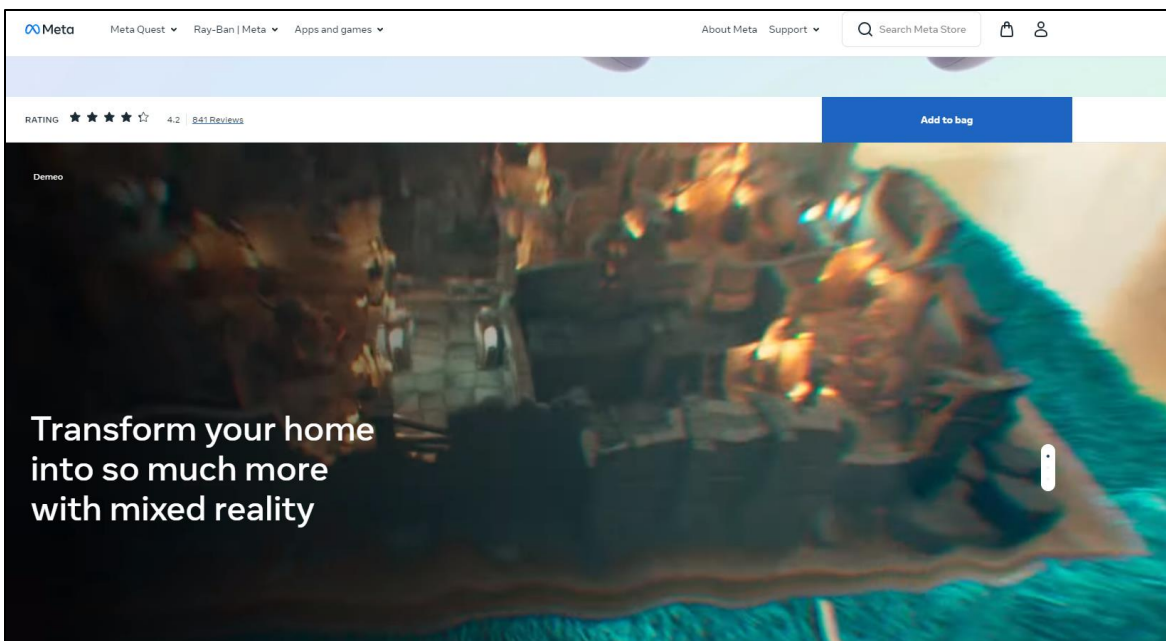 Meta
Meta Quest Ray-Ban | Meta Apps and games About Meta Support Search Meta Store
RATING 4.2 841 Reviews Add to bag
Demeo
Transform your home
into so much more
with mixed reality